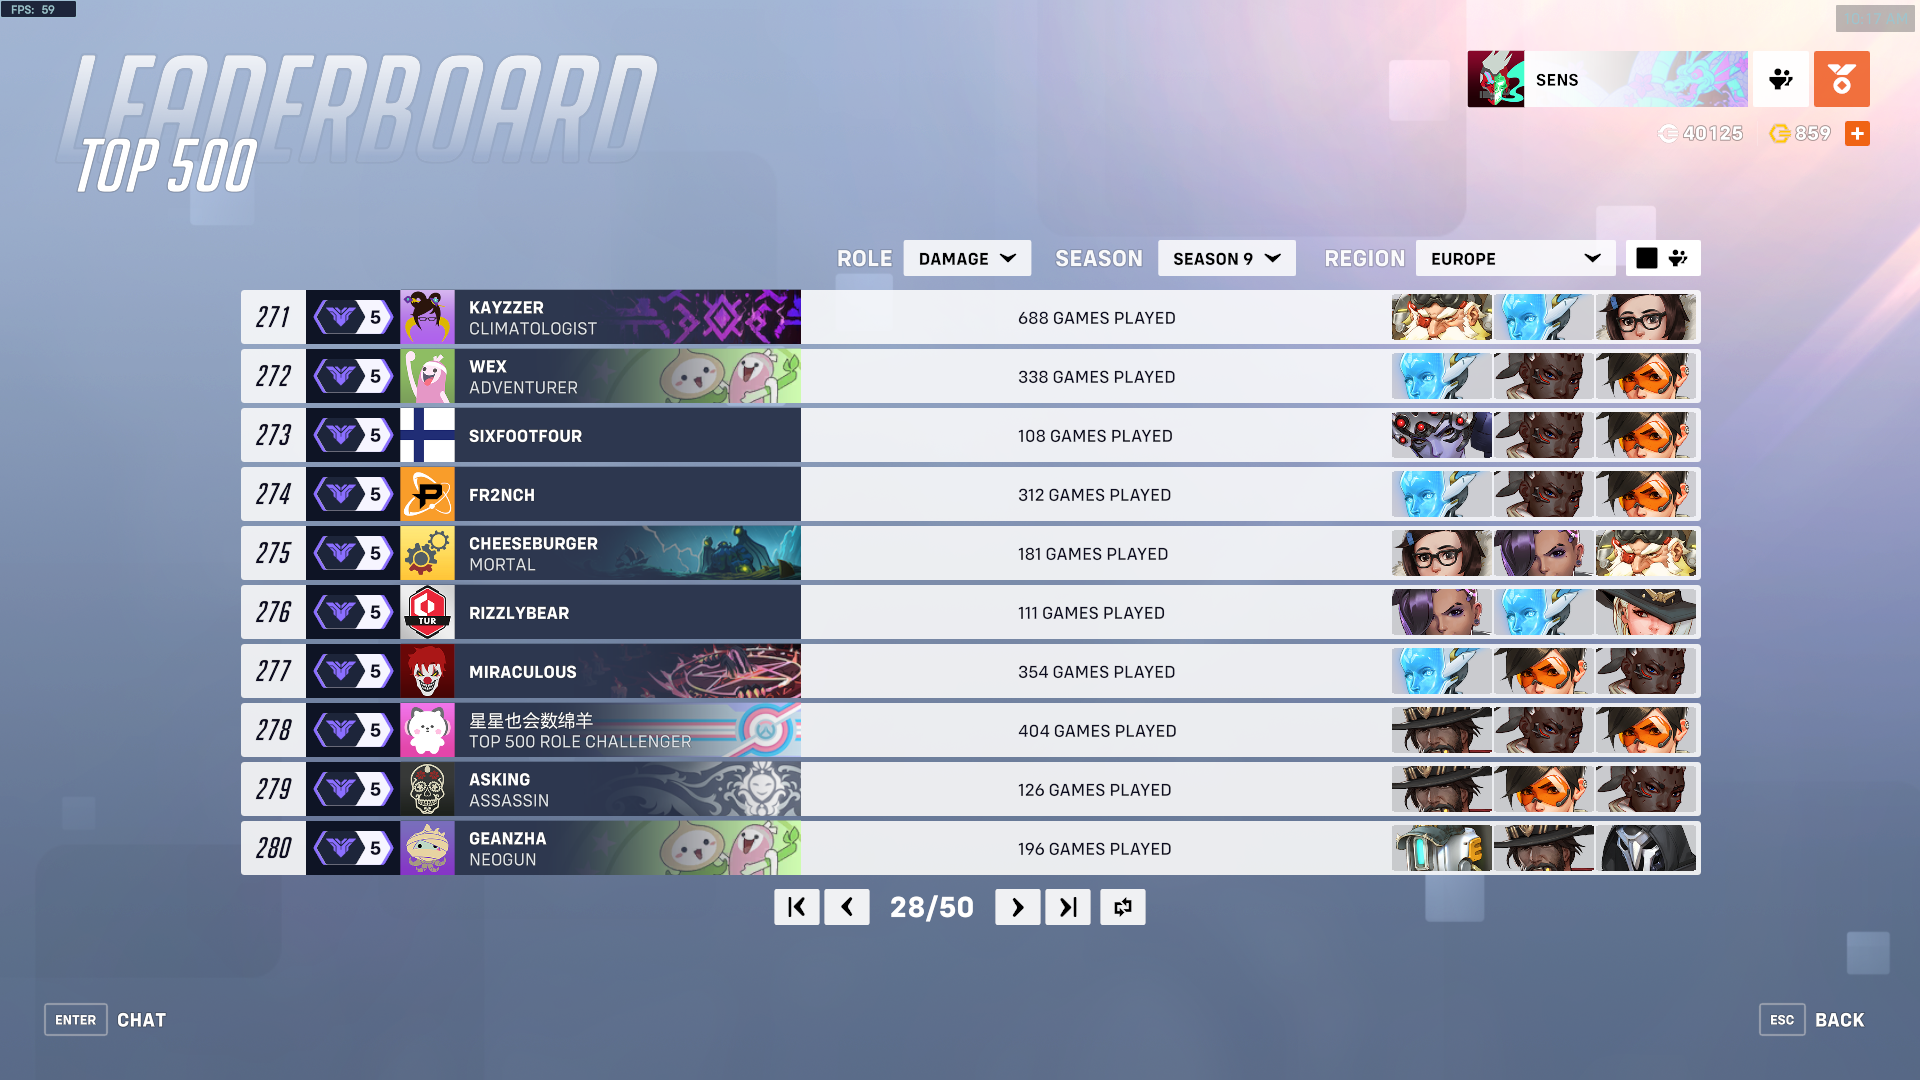 FPS: 59
LEADERBOARD
TOP 500
SENS
40125
859
ROLE
DAMAGE
SEASON
SEASON 9
REGION
EUROPE
271
5
KAYZZER
CLIMATOLOGIST
688 GAMES PLAYED
272
5
WEX
ADVENTURER
338 GAMES PLAYED
273
5
SIXFOOTFOUR
108 GAMES PLAYED
274
5
FR2NCH
312 GAMES PLAYED
275
5
CHEESEBURGER
MORTAL
181 GAMES PLAYED
276
5
TUR
RIZZLYBEAR
111 GAMES PLAYED
277
5
MIRACULOUS
354 GAMES PLAYED
278
5
星星也会数绵羊
TOP 500 ROLE CHALLENGER
404 GAMES PLAYED
279
5
ASKING
ASSASSIN
126 GAMES PLAYED
280
5
GEANZHA
NEOGUN
196 GAMES PLAYED
28/50
ENTER
CHAT
ESC
BACK